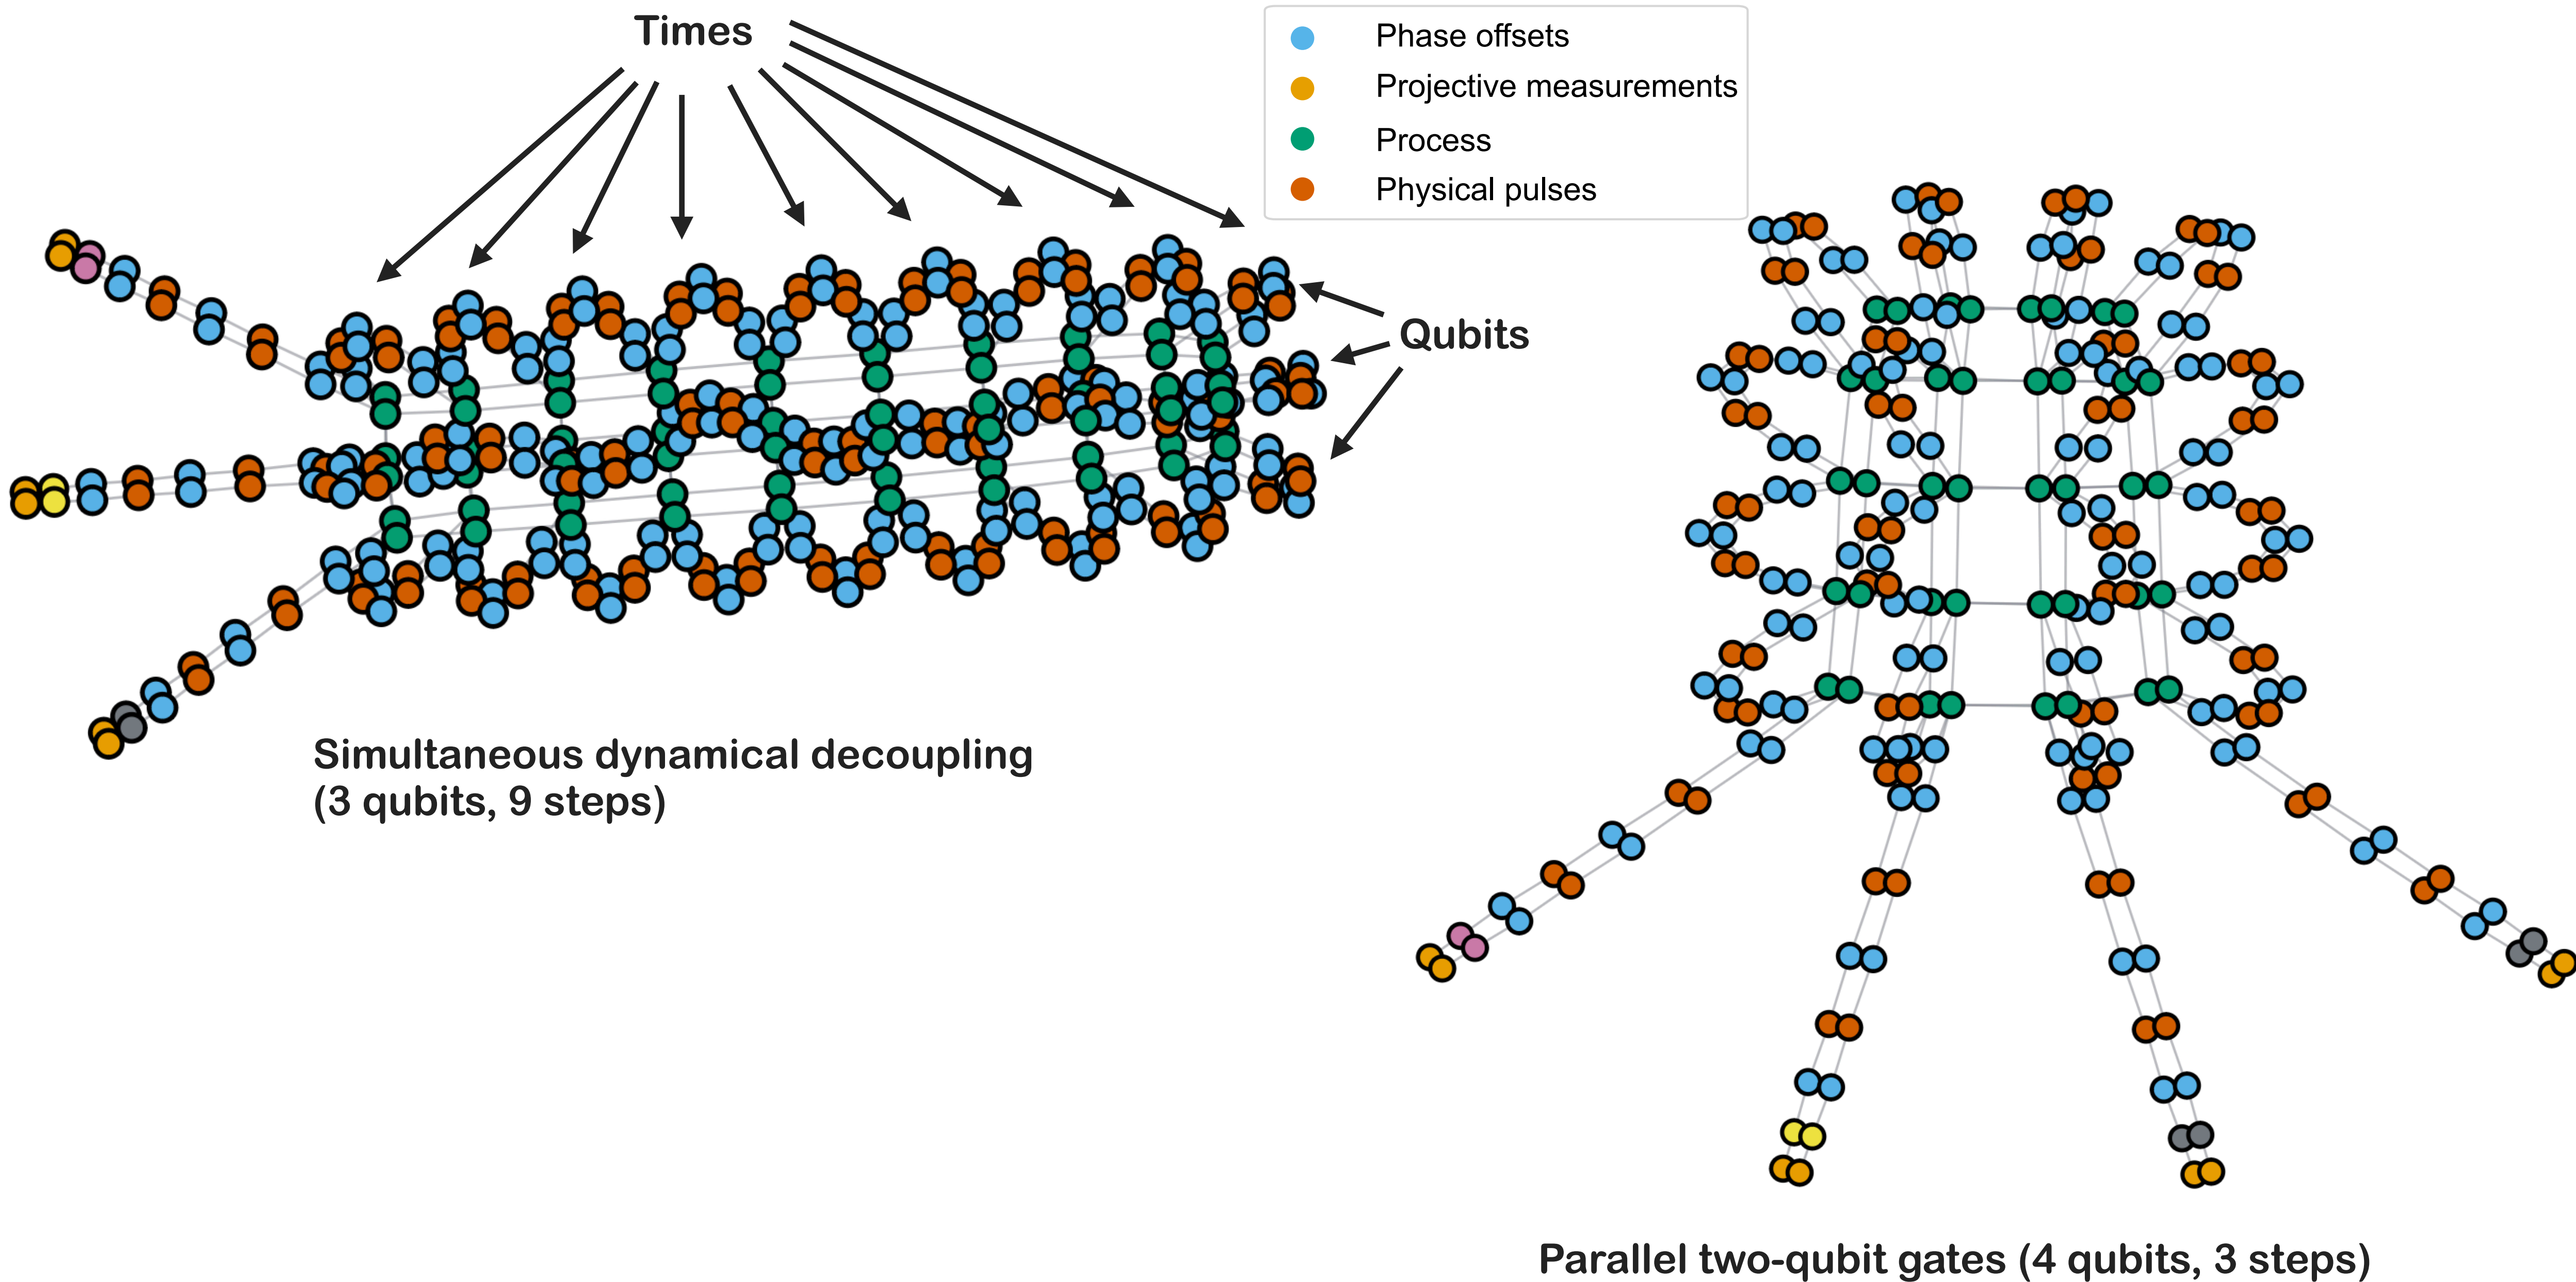 Times
Phase offsets
Projective measurements
Process
Physical pulses
Qubits
Simultaneous dynamical decoupling
(3 qubits, 9 steps)
Parallel two-qubit gates (4 qubits, 3 steps)